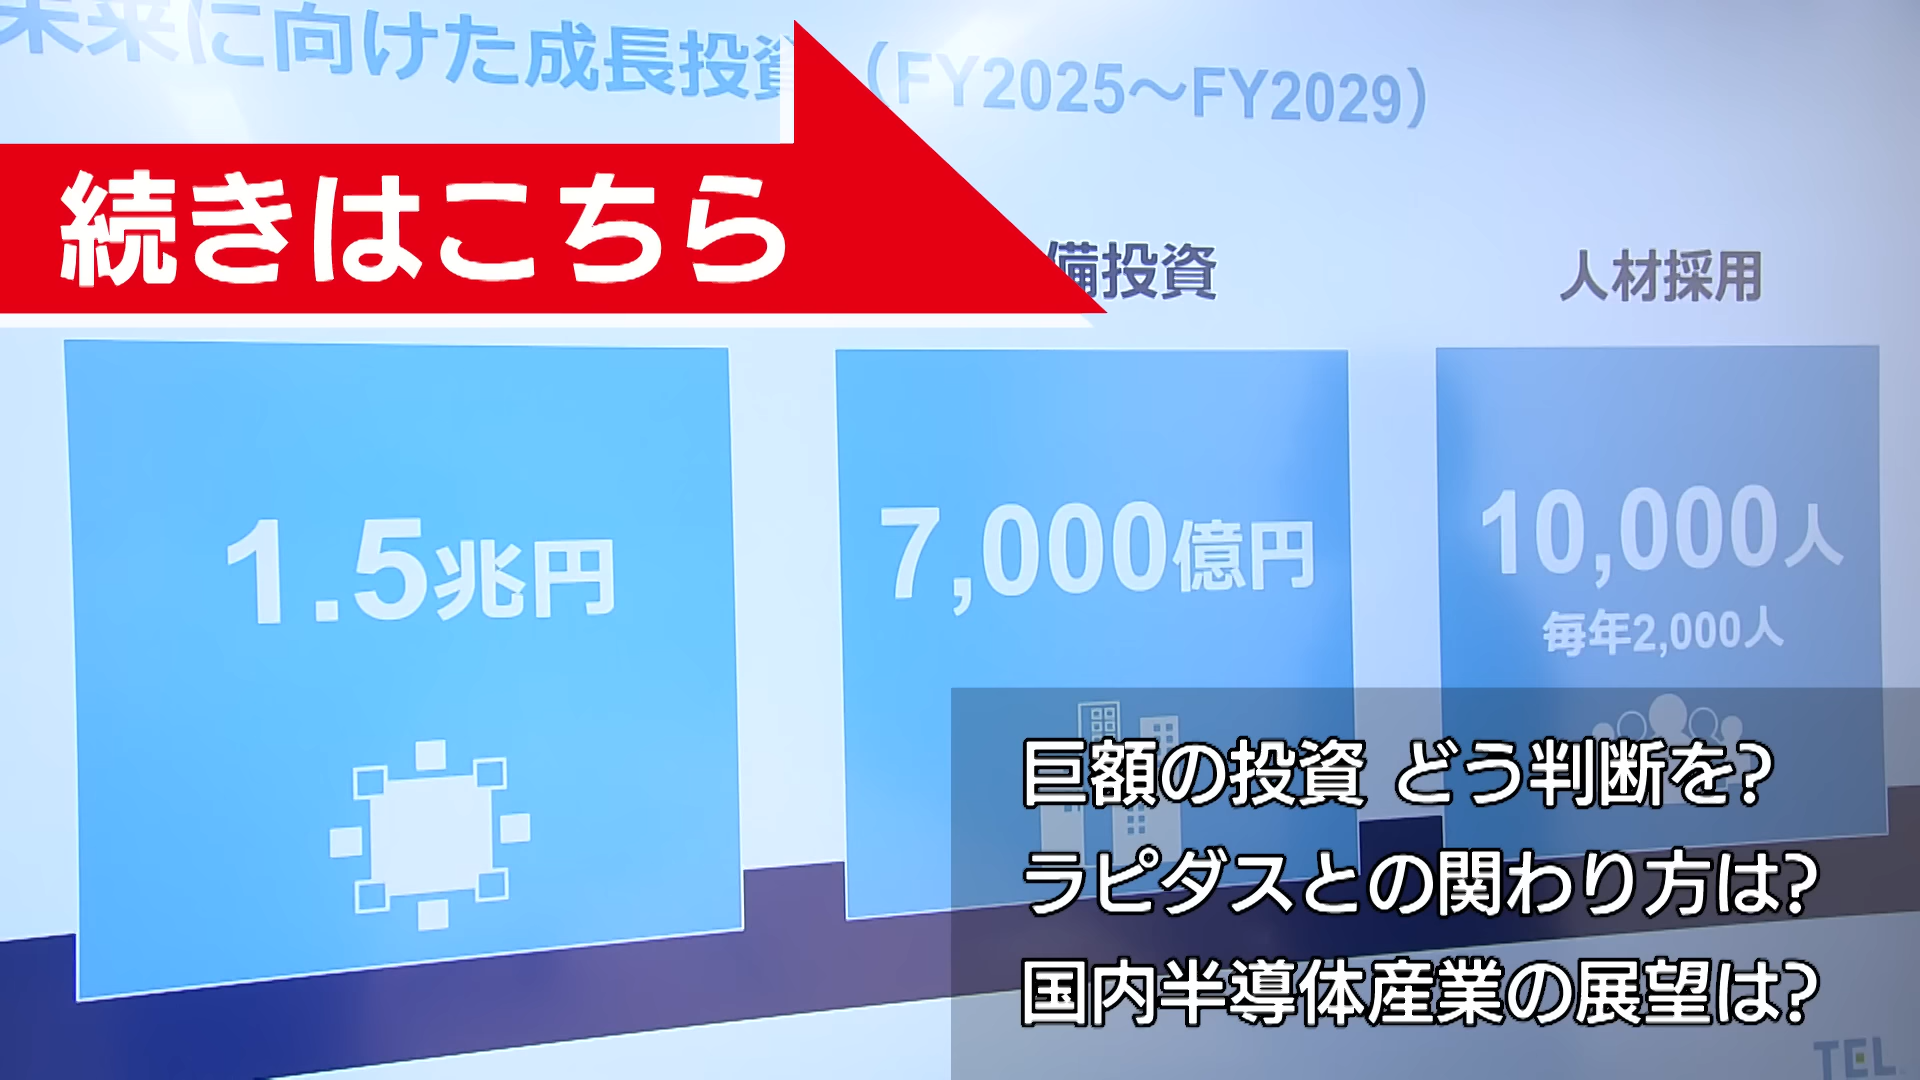 未来に向けた成長投資（FY2025～FY2029）
続きはこちら
備投資
人材採用
1.5兆円
7,000億円
10,000人
毎年2,000人
巨額の投資 どう判断を?
ラピダスとの関わり方は?
国内半導体産業の展望は?
TEL